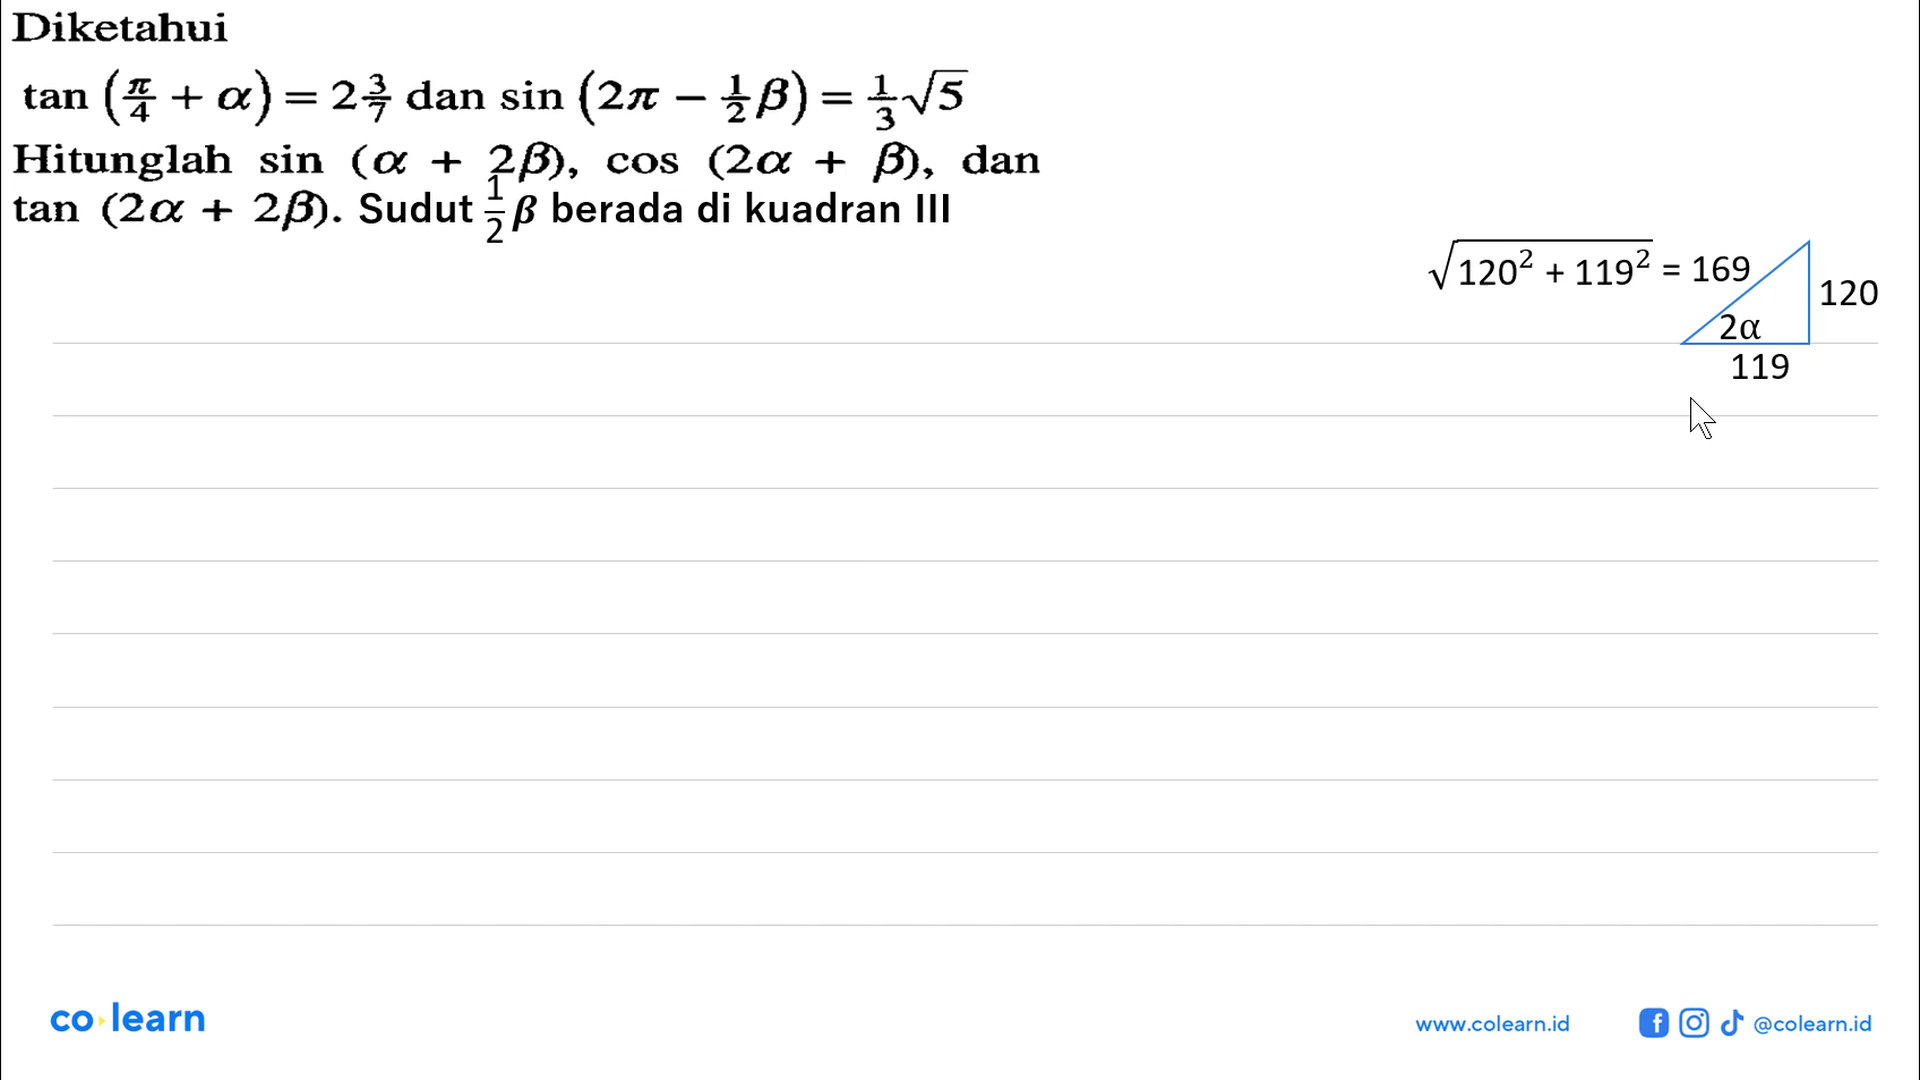 Diketahui
tan (π/4 + α) = 2 3/7 dan sin (2π − 1/2 β) = 1/3 √5
Hitunglah sin (α + 2β), cos (2α + β), dan
tan (2α + 2β). Sudut 1/2 β berada di kuadran III
√(120² + 119²) = 169
120
2α
119
co learn
www.colearn.id
@colearn.id